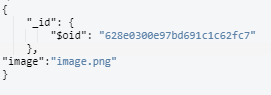 {
"_id": {
"$oid": "628e0300e97bd691c1c62fc7"
},
"image":"image.png"
}